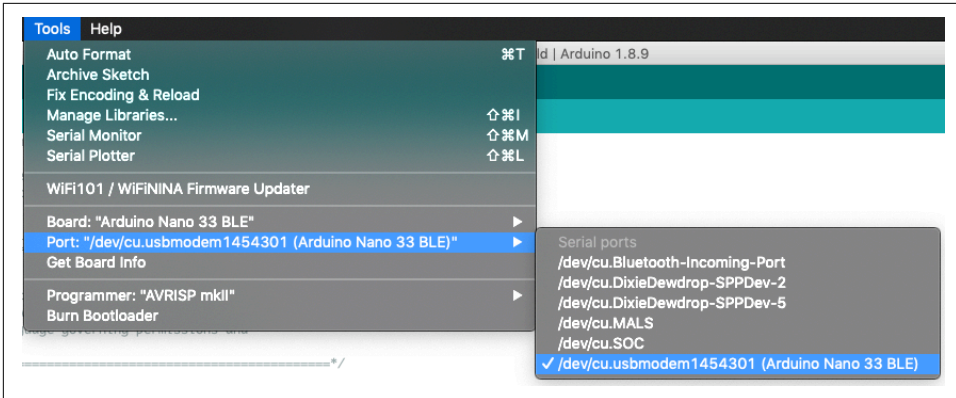 Tools Help
Auto Format ⌘T
ld | Arduino 1.8.9
Archive Sketch
Fix Encoding & Reload
Manage Libraries... ⇧⌘I
Serial Monitor ⇧⌘M
Serial Plotter ⇧⌘L
WiFi101 / WiFiNINA Firmware Updater
Board: "Arduino Nano 33 BLE" ▶
Port: "/dev/cu.usbmodem1454301 (Arduino Nano 33 BLE)" ▶
Get Board Info
Programmer: "AVRISP mkII" ▶
Burn Bootloader
governing permissions and
=*/
Serial ports
/dev/cu.Bluetooth-Incoming-Port
/dev/cu.DixieDewdrop-SPPDev-2
/dev/cu.DixieDewdrop-SPPDev-5
/dev/cu.MALS
/dev/cu.SOC
✓ /dev/cu.usbmodem1454301 (Arduino Nano 33 BLE)